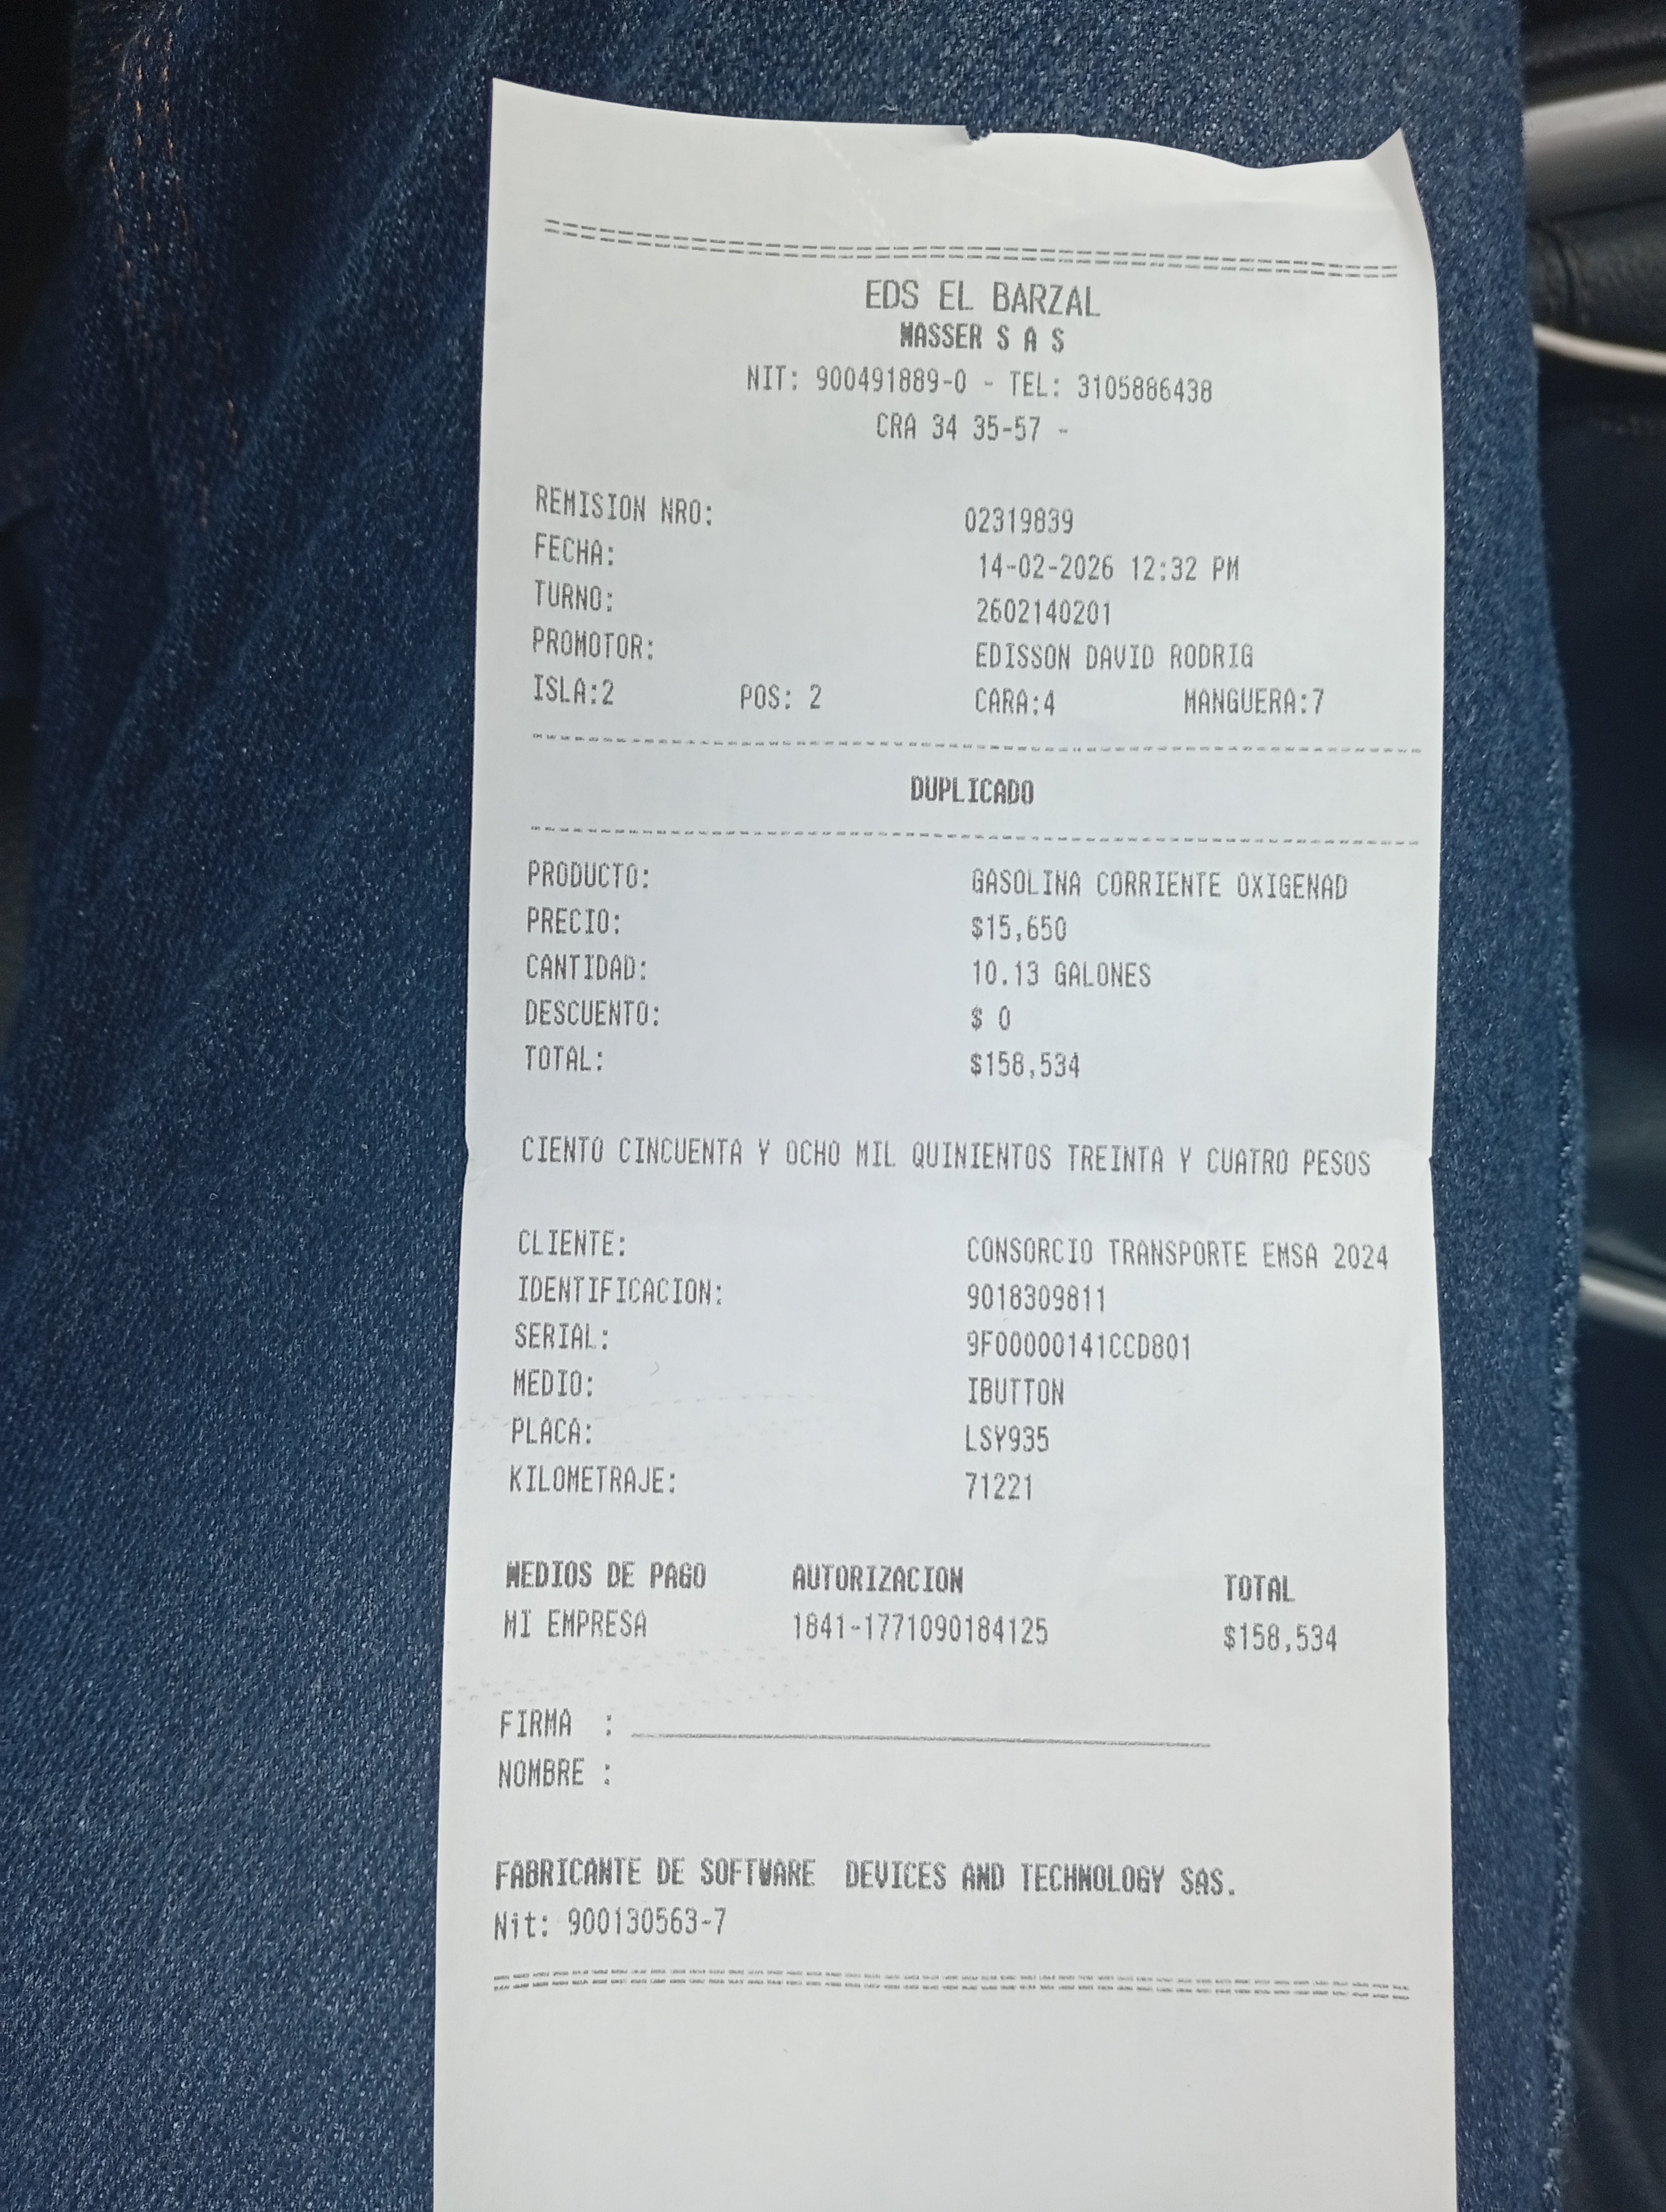 EDS EL BARZAL
MASSER S A S
NIT: 900491889-0 - TEL: 3105886438
CRA 34 35-57 -
REMISION NRO: 02319839
FECHA: 14-02-2026 12:32 PM
TURNO: 2602140201
PROMOTOR: EDISSON DAVID RODRIG
ISLA:2 POS: 2 CARA:4 MANGUERA:7
DUPLICADO
PRODUCTO: GASOLINA CORRIENTE OXIGENAD
PRECIO: $15,650
CANTIDAD: 10.13 GALONES
DESCUENTO: $ 0
TOTAL: $158,534
CIENTO CINCUENTA Y OCHO MIL QUINIENTOS TREINTA Y CUATRO PESOS
CLIENTE: CONSORCIO TRANSPORTE EMSA 2024
IDENTIFICACION: 9018309811
SERIAL: 9F00000141CCD801
MEDIO: IBUTTON
PLACA: LSY935
KILOMETRAJE: 71221
MEDIOS DE PAGO AUTORIZACION TOTAL
MI EMPRESA 1841-1771090184125 $158,534
FIRMA :
NOMBRE :
FABRICANTE DE SOFTWARE DEVICES AND TECHNOLOGY SAS.
Nit: 900130563-7